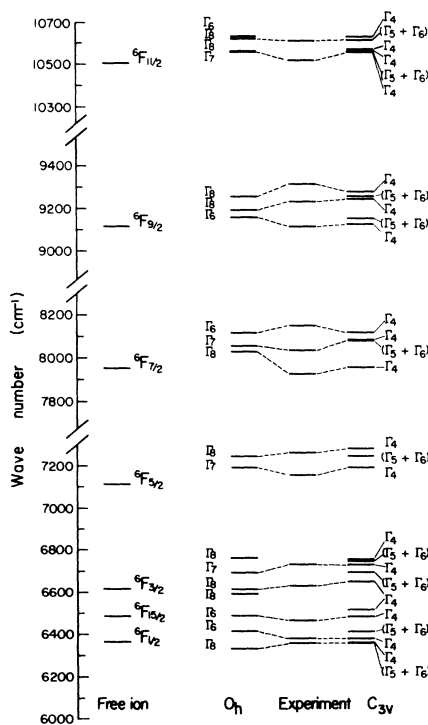 10700
10500
10300
9400
9200
9000
8200
8000
7800
7200
7000
6800
6600
6400
6200
6000
Wave number (cm⁻¹)
⁶F₁₁/₂
⁶F₉/₂
⁶F₇/₂
⁶F₅/₂
⁶F₃/₂
⁶F₁₅/₂
⁶F₁/₂
Γ₆
Γ₈
Γ₈
Γ₇
Γ₈
Γ₈
Γ₆
Γ₆
Γ₇
Γ₈
Γ₈
Γ₇
Γ₈
Γ₇
Γ₈
Γ₈
Γ₆
Γ₆
Γ₈
Γ₄
(Γ₅ + Γ₆)
Γ₄
Γ₄
(Γ₅ + Γ₆)
Γ₄
Γ₄
(Γ₅ + Γ₆)
Γ₄
(Γ₅ + Γ₆)
Γ₄
Γ₄
Γ₄
(Γ₅ + Γ₆)
Γ₄
Γ₄
(Γ₅ + Γ₆)
Γ₄
Γ₄
(Γ₅ + Γ₆)
Γ₄
(Γ₅ + Γ₆)
Γ₄
Γ₄
(Γ₅ + Γ₆)
Γ₄
Γ₄
(Γ₅ + Γ₆)
Free ion
Oh
Experiment
C₃ᵥ